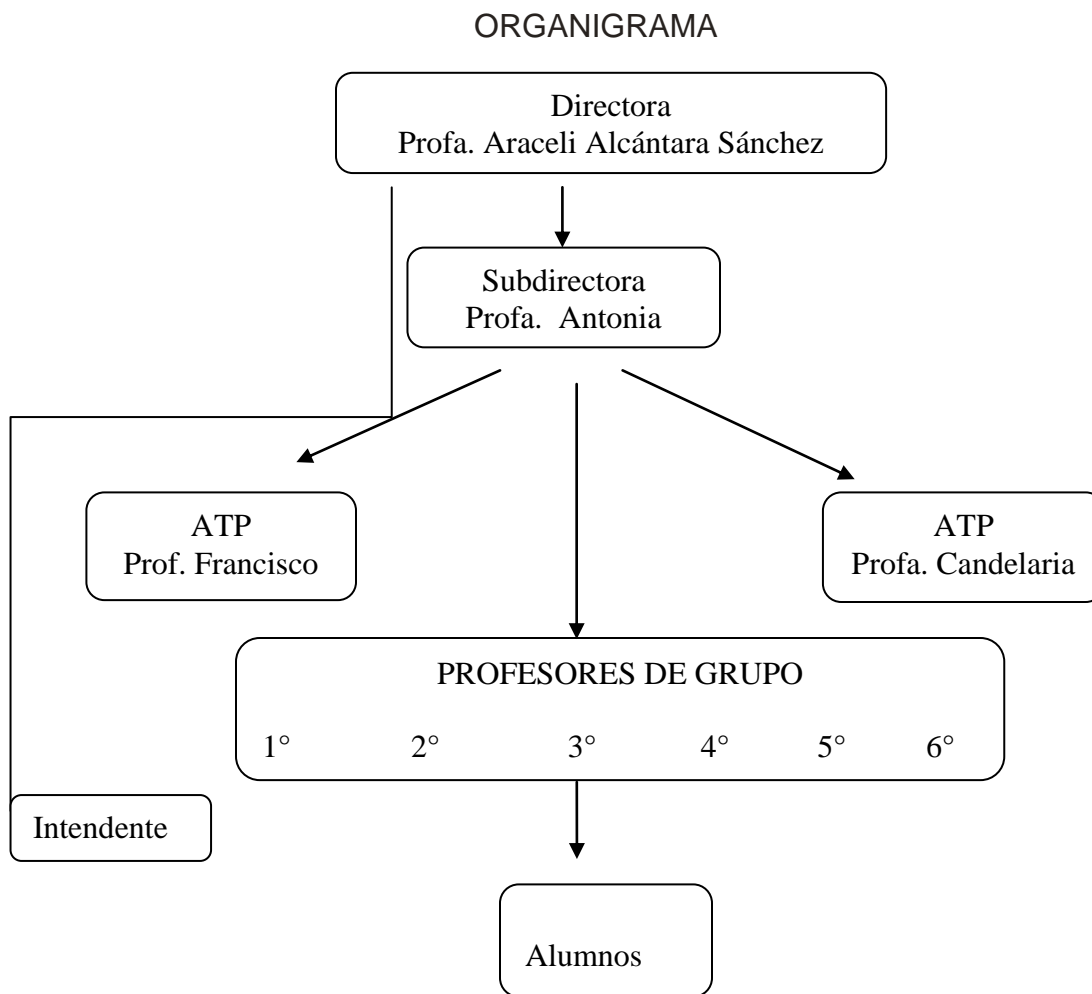 ORGANIGRAMA
Directora
Profa. Araceli Alcántara Sánchez
Subdirectora
Profa. Antonia
ATP
Prof. Francisco
ATP
Profa. Candelaria
PROFESORES DE GRUPO
1° 2° 3° 4° 5° 6°
Intendente
Alumnos